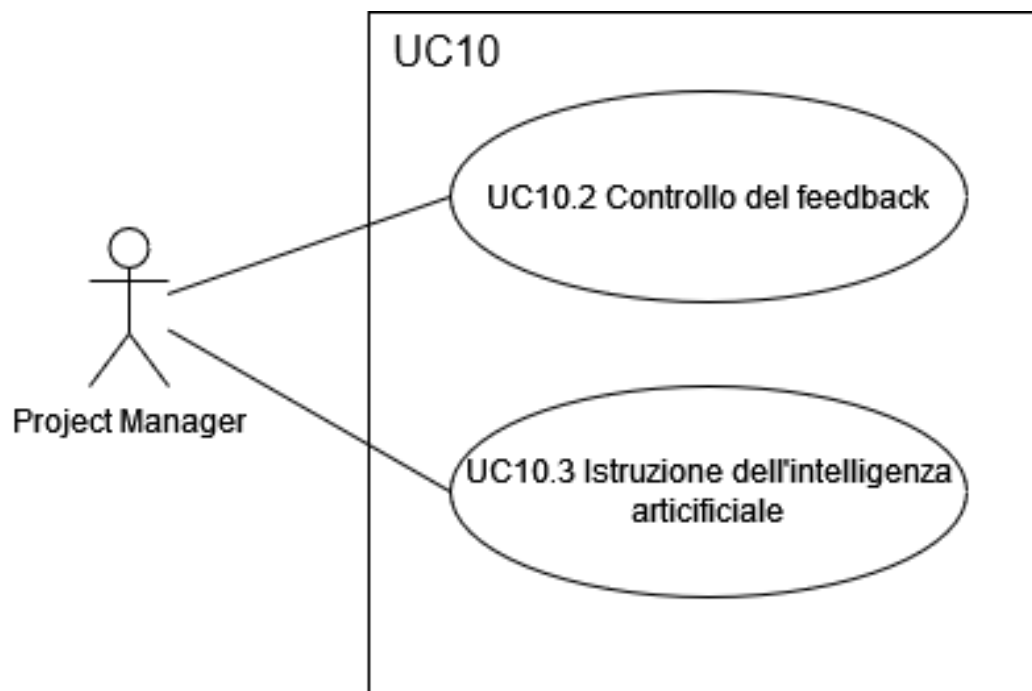 UC10
UC10.2 Controllo del feedback
Project Manager
UC10.3 Istruzione dell'intelligenza
articificiale